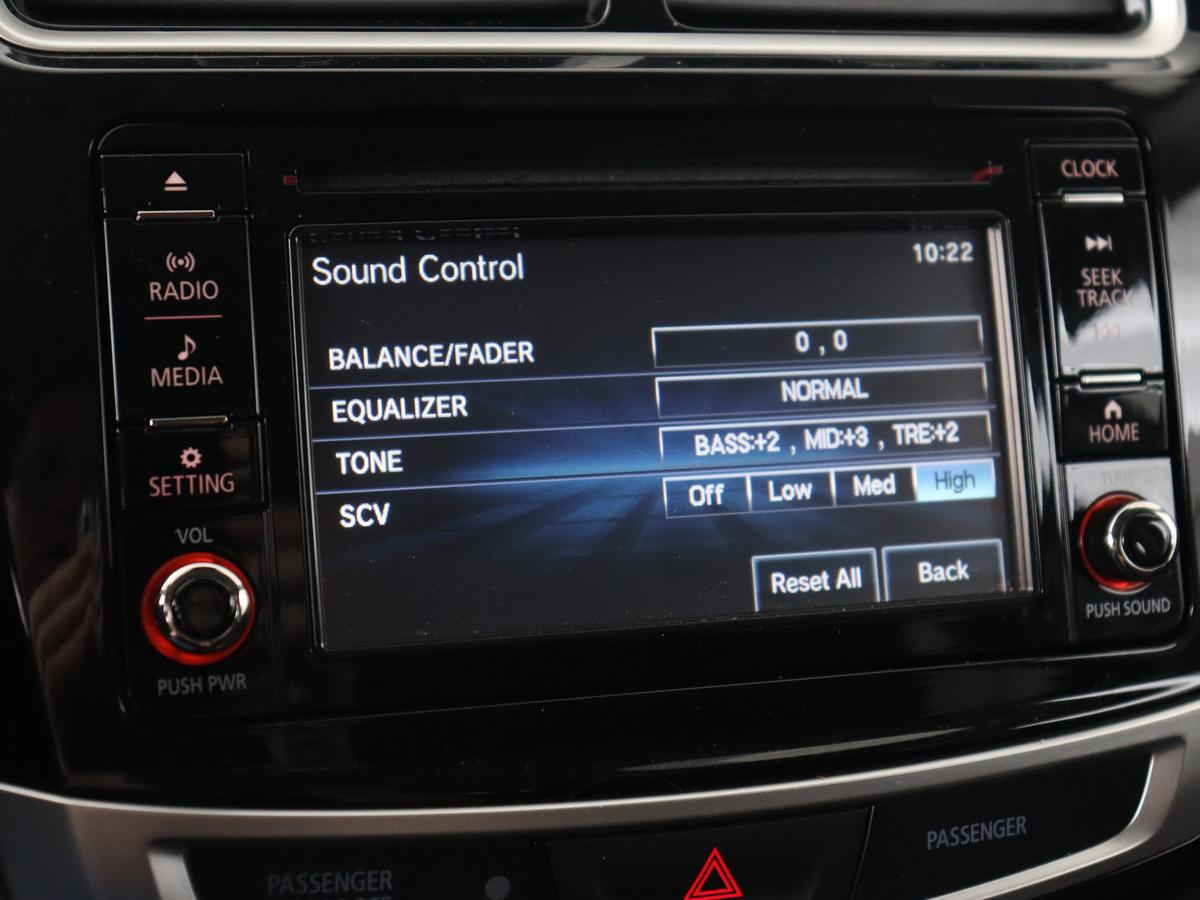 CLOCK
RADIO
MEDIA
SETTING
VOL
PUSH PWR
Sound Control
10:22
BALANCE/FADER
0 , 0
EQUALIZER
NORMAL
TONE
BASS:+2 , MID:+3 , TRE:+2
SCV
Off Low Med High
Reset All Back
SEEK
TRACK
HOME
TUNE
PUSH SOUND
PASSENGER
PASSENGER